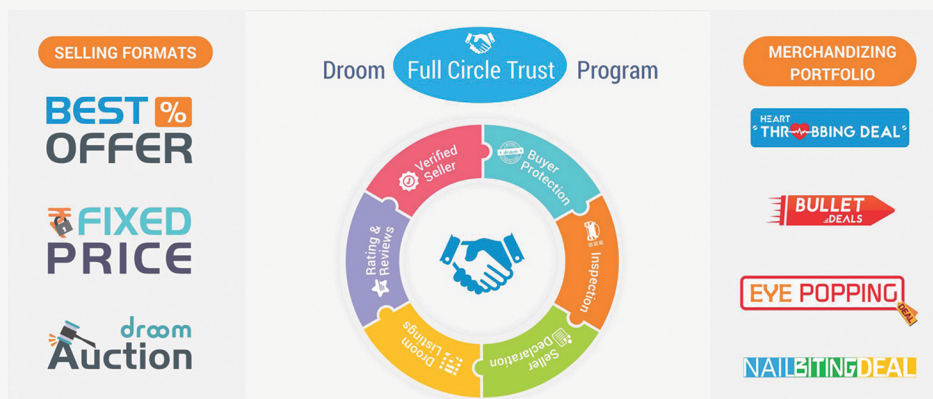 SELLING FORMATS
BEST %
OFFER
FIXED
PRICE
droom
Auction
Droom Full Circle Trust Program
Verified
Seller
Buyer
Protection
Inspection
Seller
Declaration
Droom
Listings
Rating &
Reviews
MERCHANDIZING
PORTFOLIO
HEART
"THROBBING DEAL"
BULLET
DEALS
EYE POPPING
DEAL
NAILBITINGDEAL